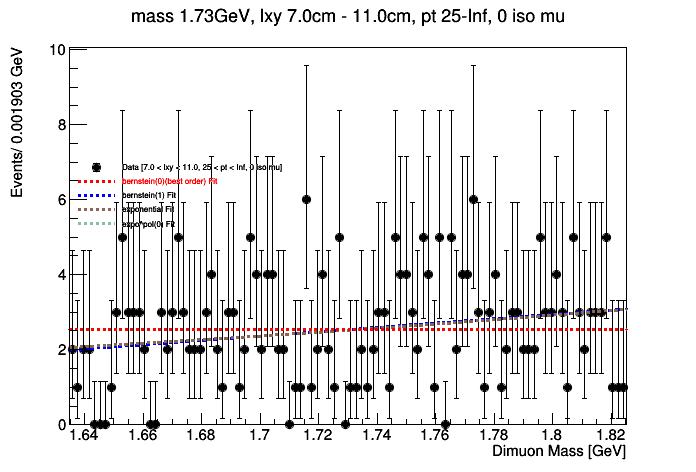 mass 1.73GeV, lxy 7.0cm - 11.0cm, pt 25-Inf, 0 iso mu
Events/ 0.001903 GeV
10
8
6
4
2
0
Data [7.0 < lxy < 11.0, 25 < pt < Inf, 0 iso mu]
bernstein(0)(best order) Fit
bernstein(1) Fit
exponential Fit
expo*pol(0) Fit
1.64 1.66 1.68 1.7 1.72 1.74 1.76 1.78 1.8 1.82
Dimuon Mass [GeV]